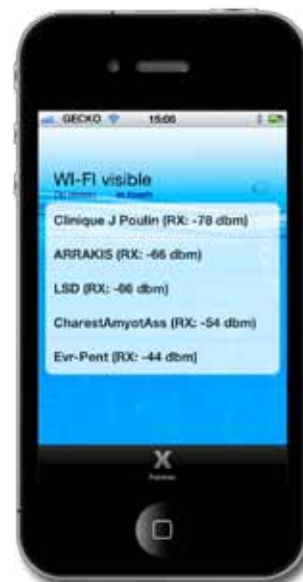 GECKO 15:06
WI-FI visible
Clinique J Poulin (RX: -78 dbm)
ARRAKIS (RX: -66 dbm)
LSD (RX: -66 dbm)
CharestAmyotAss (RX: -54 dbm)
Evr-Pent (RX: -44 dbm)